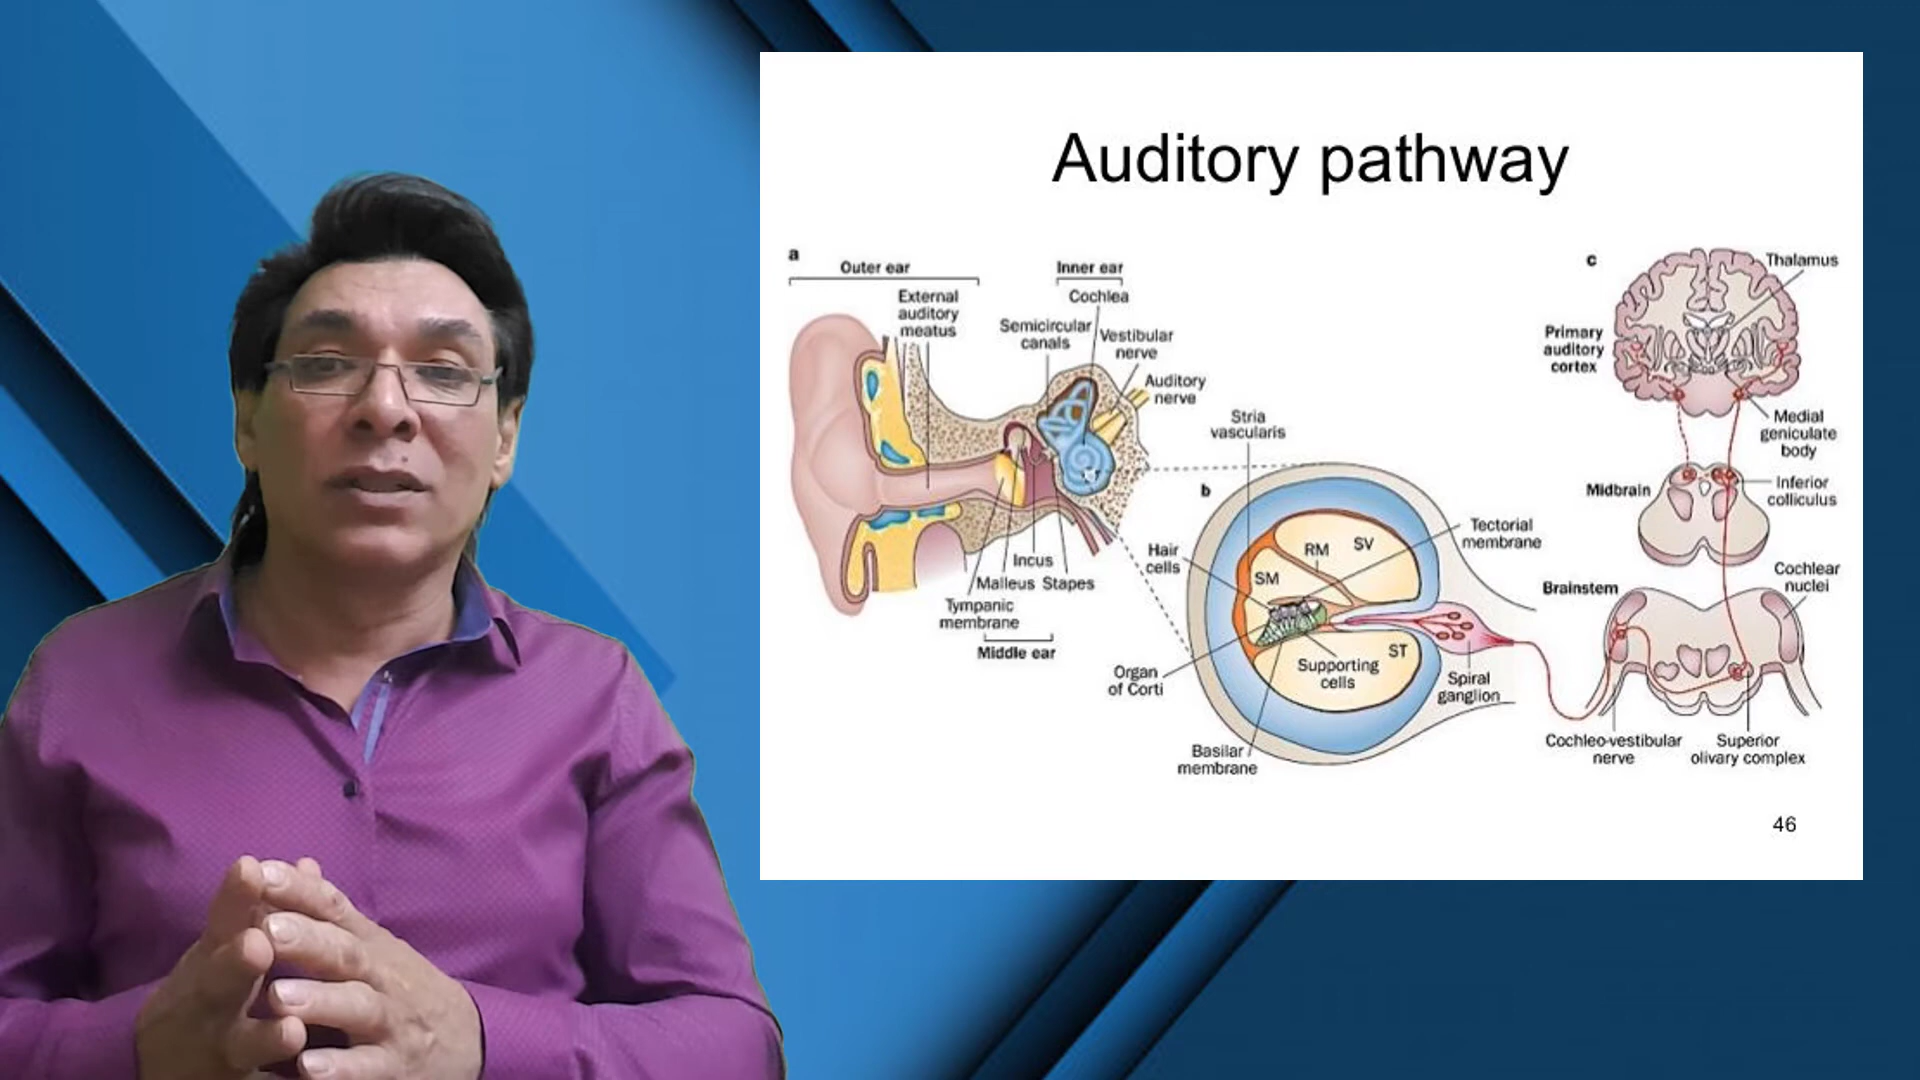 Auditory pathway
a
Outer ear
External
auditory
meatus
Inner ear
Cochlea
Semicircular
canals
Vestibular
nerve
Auditory
nerve
Incus
Malleus Stapes
Tympanic
membrane
Middle ear
b
Stria
vascularis
Hair
cells
RM
SV
SM
ST
Tectorial
membrane
Organ
of Corti
Supporting
cells
Spiral
ganglion
Basilar
membrane
c
Thalamus
Primary
auditory
cortex
Medial
geniculate
body
Midbrain
Inferior
colliculus
Brainstem
Cochlear
nuclei
Cochleo-vestibular
nerve
Superior
olivary complex
46